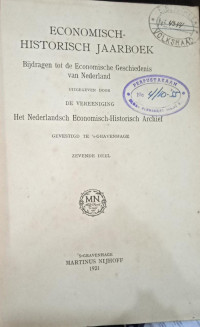 ECONOMISCH-
HISTORISCH JAARBOEK
Bijdragen tot de Economische Geschiedenis
van Nederland
UITGEGEVEN DOOR
DE VEREENIGING
Het Nederlandsch Economisch-Historisch Archief
GEVESTIGD TE 'S-GRAVENHAGE
ZEVENDE DEEL
MN
'S-GRAVENHAGE
MARTINUS NIJHOFF
1921